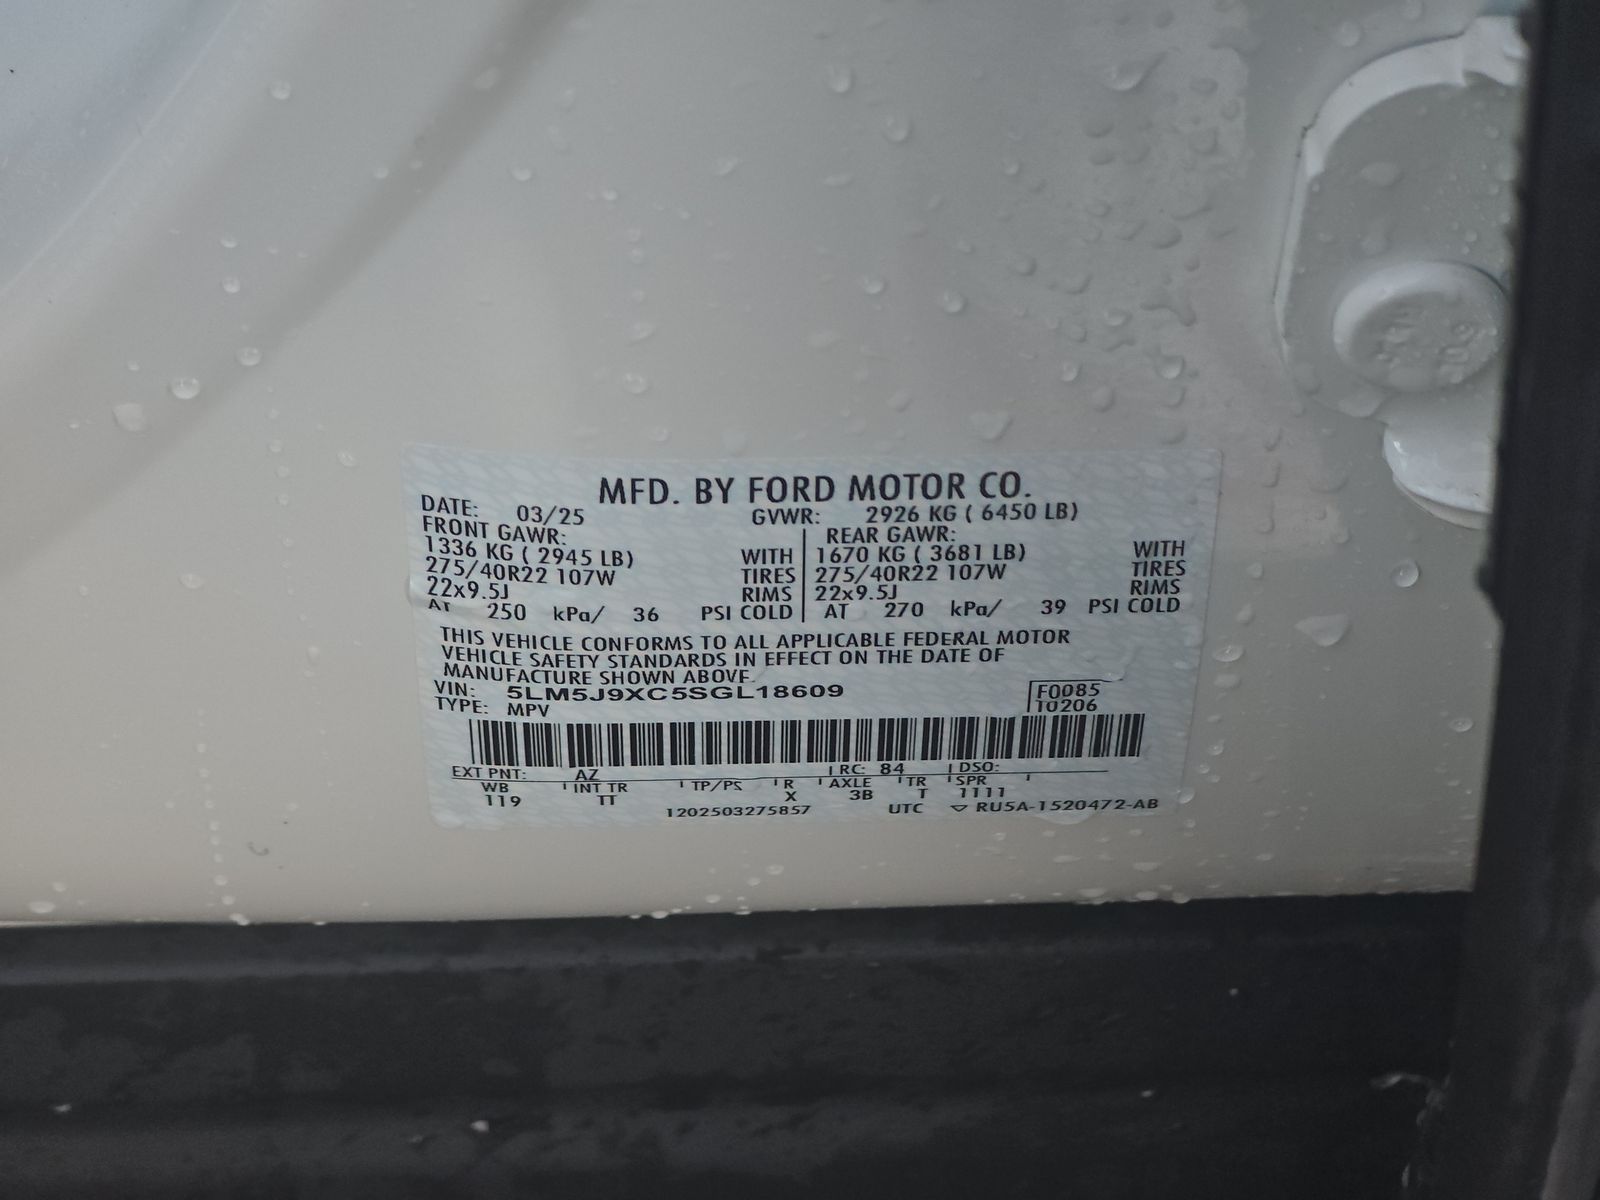 MFD. BY FORD MOTOR CO.
DATE: 03/25 GVWR: 2926 KG ( 6450 LB)
FRONT GAWR: REAR GAWR:
1336 KG ( 2945 LB) WITH 1670 KG ( 3681 LB) WITH
275/40R22 107W TIRES 275/40R22 107W TIRES
22x9.5J RIMS 22x9.5J RIMS
AT 250 kPa/ 36 PSI COLD AT 270 kPa/ 39 PSI COLD
THIS VEHICLE CONFORMS TO ALL APPLICABLE FEDERAL MOTOR
VEHICLE SAFETY STANDARDS IN EFFECT ON THE DATE OF
MANUFACTURE SHOWN ABOVE.
VIN: 5LM5J9XC5SGL18609 F0085
TYPE: MPV T0206
EXT PNT: AZ RC: 84 DSO:
WB INT TR TP/PS R AXLE TR SPR
119 TT X 3B T 1111
1202503275857 UTC ▽ RU5A-1520472-AB